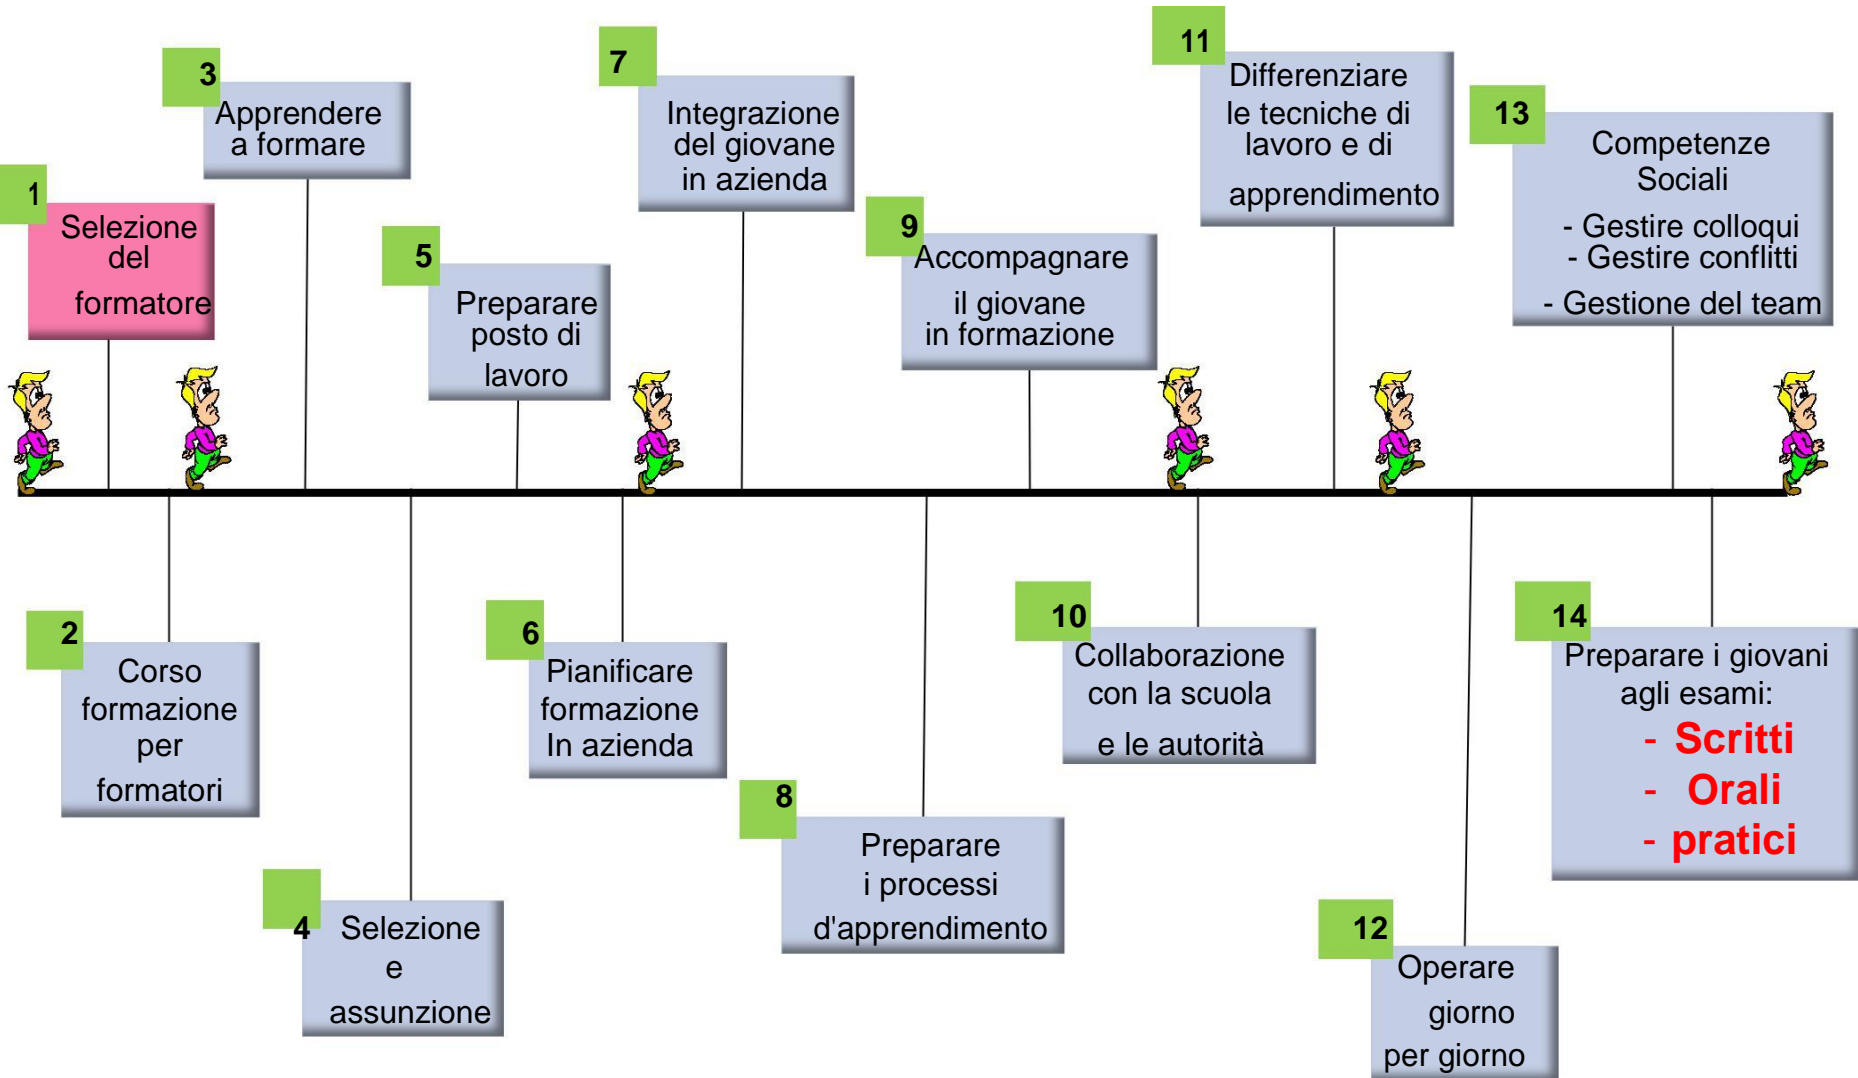 1
Selezione
del
formatore
2
Corso
formazione
per
formatori
3
Apprendere
a formare
4
Selezione
e
assunzione
5
Preparare
posto di
lavoro
6
Pianificare
formazione
In azienda
7
Integrazione
del giovane
in azienda
8
Preparare
i processi
d'apprendimento
9
Accompagnare
il giovane
in formazione
10
Collaborazione
con la scuola
e le autorità
11
Differenziare
le tecniche di
lavoro e di
apprendimento
12
Operare
giorno
per giorno
13
Competenze
Sociali
- Gestire colloqui
- Gestire conflitti
- Gestione del team
14
Preparare i giovani
agli esami:
- Scritti
- Orali
- pratici